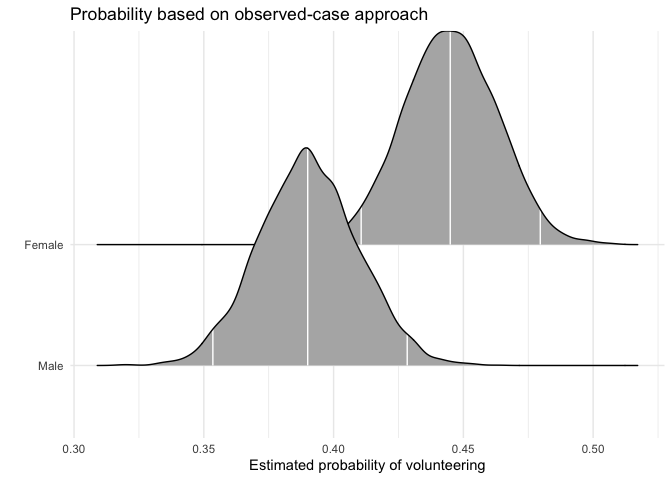 Probability based on observed-case approach
Female
Male
0.30 0.35 0.40 0.45 0.50
Estimated probability of volunteering